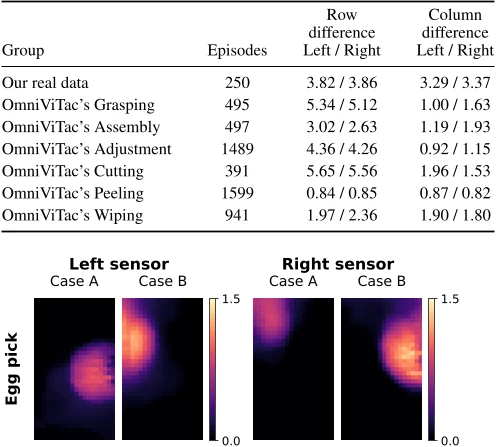 Row Column
difference difference
Group Episodes Left / Right Left / Right
Our real data 250 3.82 / 3.86 3.29 / 3.37
OmniViTac's Grasping 495 5.34 / 5.12 1.00 / 1.63
OmniViTac's Assembly 497 3.02 / 2.63 1.19 / 1.93
OmniViTac's Adjustment 1489 4.36 / 4.26 0.92 / 1.15
OmniViTac's Cutting 391 5.65 / 5.56 1.96 / 1.53
OmniViTac's Peeling 1599 0.84 / 0.85 0.87 / 0.82
OmniViTac's Wiping 941 1.97 / 2.36 1.90 / 1.80
Left sensor Right sensor
Case A Case B Case A Case B
1.5 1.5
Egg pick
0.0 0.0